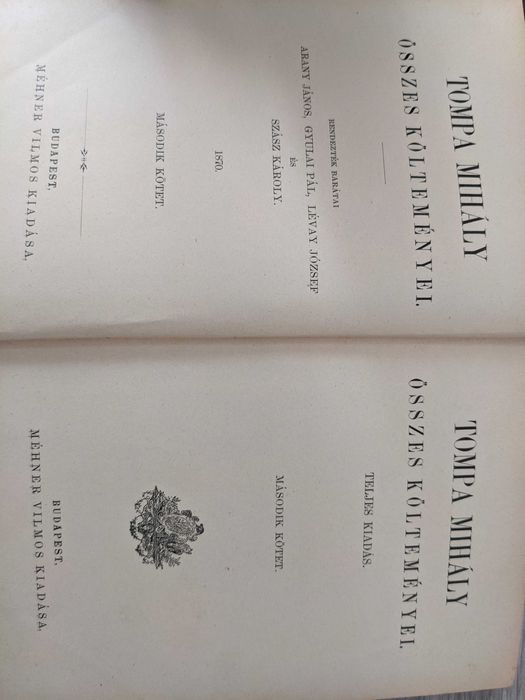 TOMPA MIHÁLY
ÖSSZES KÖLTEMÉNYEI.
RENDEZTÉK BARÁTAI
ARANY JÁNOS, GYULAI PÁL, LÉVAY JÓZSEF
ÉS
SZÁSZ KÁROLY.
1870.
MÁSODIK KÖTET.
BUDAPEST.
MÉHNER VILMOS KIADÁSA.
TOMPA MIHÁLY
ÖSSZES KÖLTEMÉNYEI.
TELJES KIADÁS.
MÁSODIK KÖTET.
BUDAPEST.
MÉHNER VILMOS KIADÁSA.